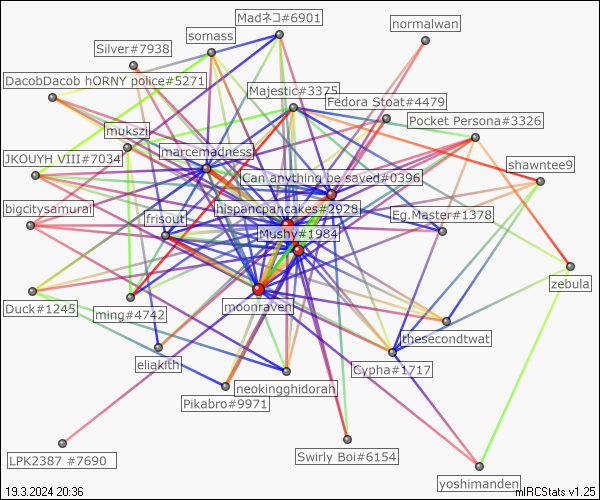 Madネコ#6901
normalwan
somass
Silver#7938
DacobDacob hORNY police#5271
Majestic#3375
Fedora Stoat#4479
Pocket Persona#3326
mukszi
marcemadness
JKOUYH VIII#7034
shawntee9
Can anything be saved#0396
bigcitysamurai
frisout
hispancpancakes#2928
Eg.Master#1378
Mushy#1984
zebula
moonraven
Duck#1245
ming#4742
thesecondtwat
eliakith
Cypha#1717
neokingghidorah
Pikabro#9971
LPK2387 #7690
Swirly Boi#6154
yoshimanden
19.3.2024 20:36
mIRCStats v1.25